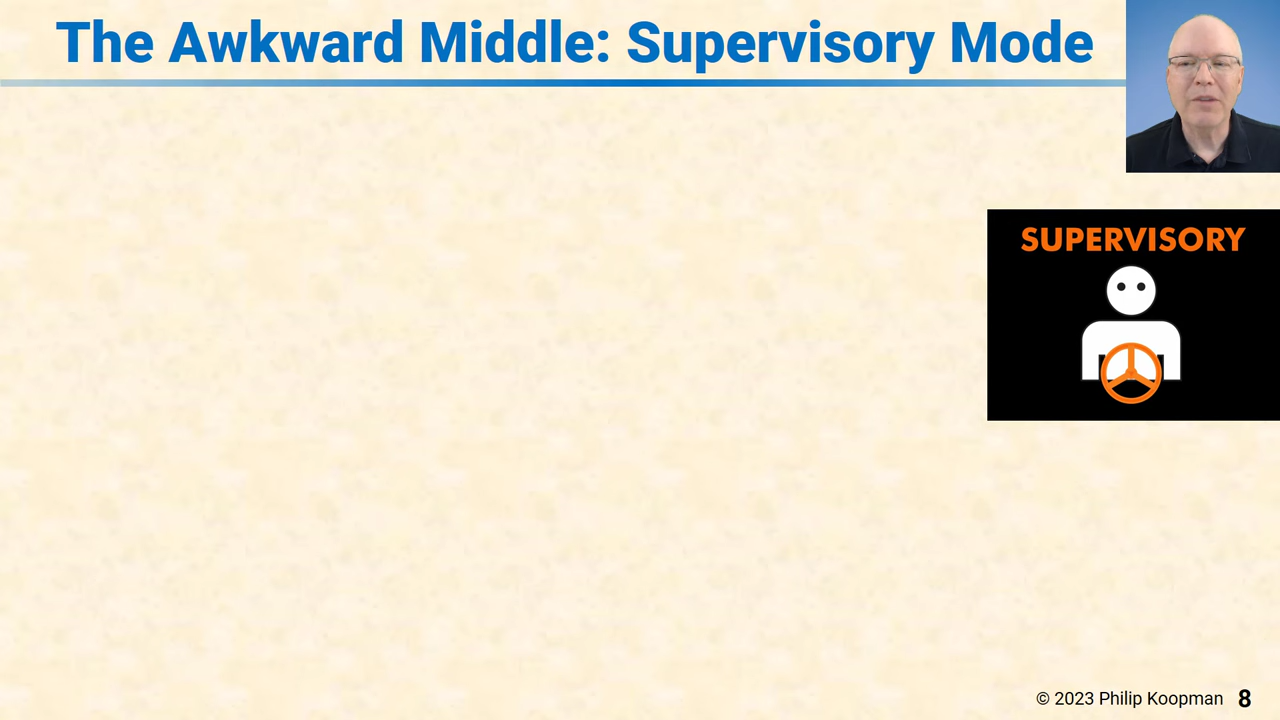 The Awkward Middle: Supervisory Mode
SUPERVISORY
© 2023 Philip Koopman 8